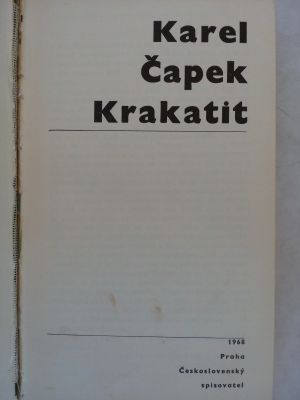 Karel
Čapek
Krakatit
1968
Praha
Československý
spisovatel